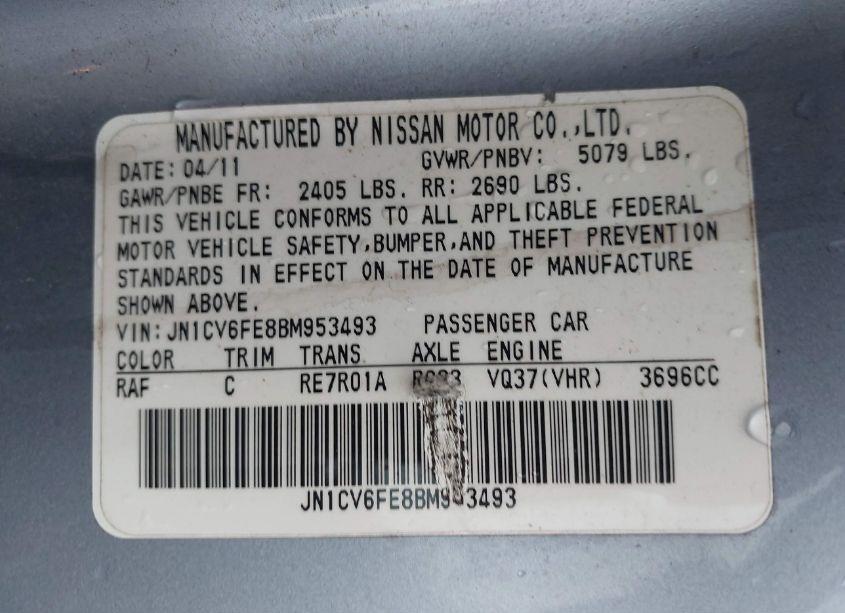 MANUFACTURED BY NISSAN MOTOR CO.,LTD.
DATE: 04/11 GVWR/PNBV: 5079 LBS.
GAWR/PNBE FR: 2405 LBS. RR: 2690 LBS.
THIS VEHICLE CONFORMS TO ALL APPLICABLE FEDERAL
MOTOR VEHICLE SAFETY,BUMPER,AND THEFT PREVENTION
STANDARDS IN EFFECT ON THE DATE OF MANUFACTURE
SHOWN ABOVE.
VIN: JN1CV6FE8BM953493 PASSENGER CAR
COLOR TRIM TRANS AXLE ENGINE
RAF C RE7R01A VQ37(VHR) 3696CC
JN1CV6FE8BM953493